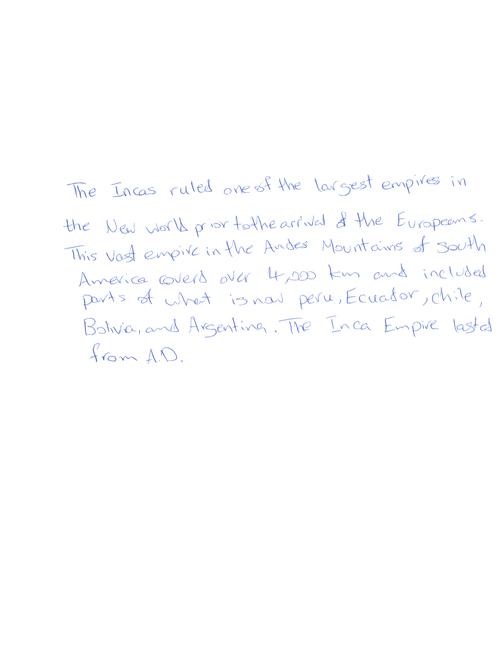 The Incas ruled one of the largest empires in
the New world prior to the arrival of the Europeans.
This vast empire in the Andes Mountains of South
America coverd over 4,000 km and included
parts of what is now peru, Ecuador, chile,
Bolivia, and Argentina. The Inca Empire lasted
from A.D.